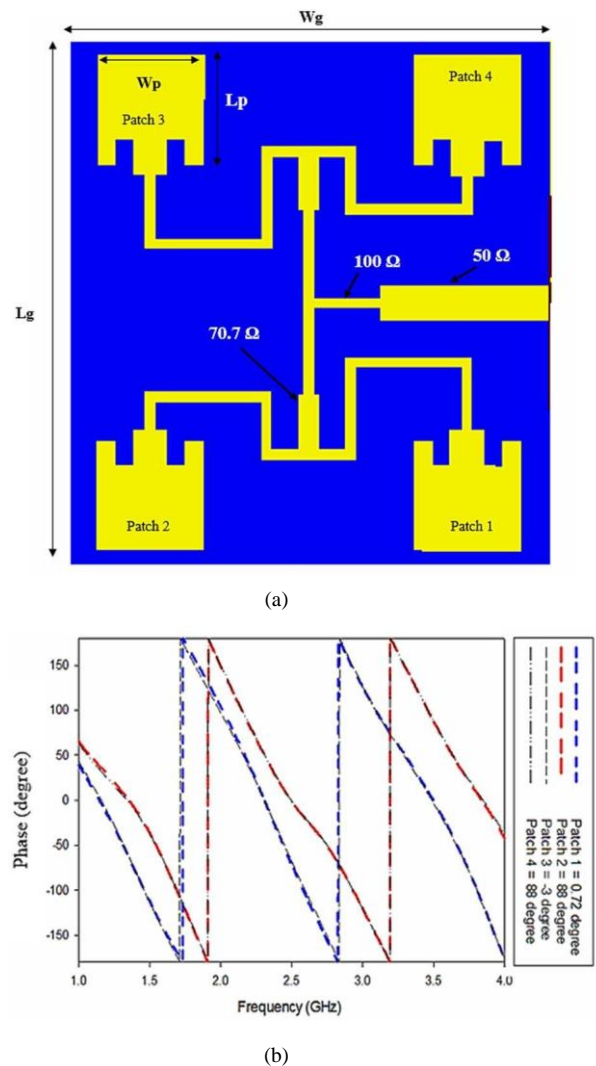 Wg
Wp
Lp
Patch 3
Patch 4
100 Ω
50 Ω
Lg
70.7 Ω
Patch 2
Patch 1
(a)
Phase (degree)
150
100
50
0
-50
-100
-150
1.0
1.5
2.0
2.5
3.0
3.5
4.0
Frequency (GHz)
Patch 1 = 0.72 degree
Patch 2 = 88 degree
Patch 3 = -3 degree
Patch 4 = 88 degree
(b)